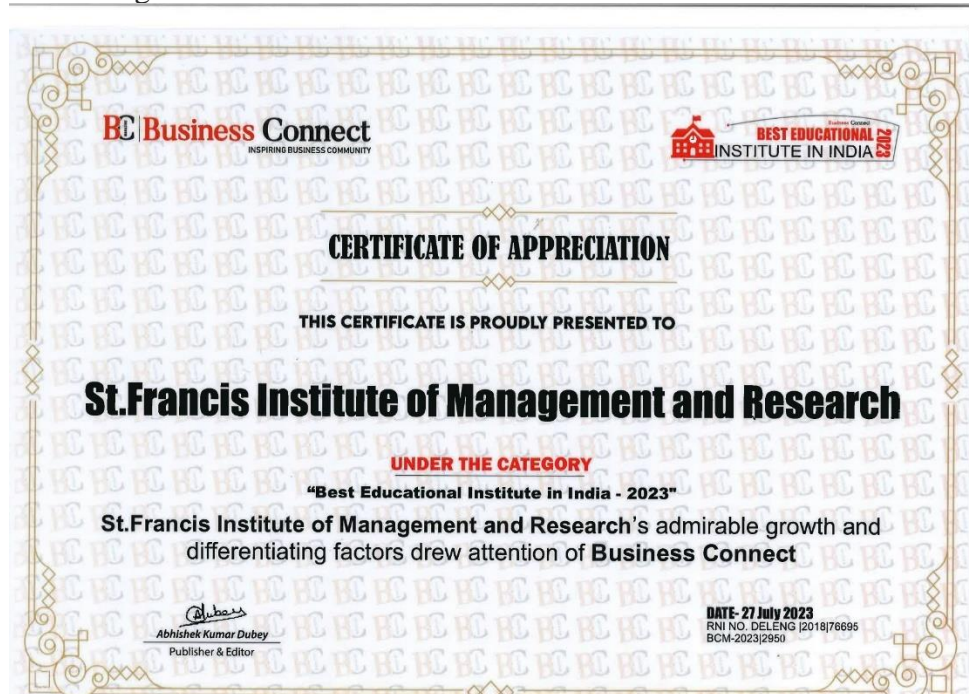 BC Business Connect
INSPIRING BUSINESS COMMUNITY
Business Connect
BEST EDUCATIONAL
INSTITUTE IN INDIA
2023
CERTIFICATE OF APPRECIATION
THIS CERTIFICATE IS PROUDLY PRESENTED TO
St.Francis Institute of Management and Research
UNDER THE CATEGORY
“Best Educational Institute in India - 2023”
St.Francis Institute of Management and Research’s admirable growth and
differentiating factors drew attention of Business Connect
Abhishek Kumar Dubey
Publisher & Editor
DATE- 27 July 2023
RNI NO. DELENG |2018|76695
BCM-2023|2950